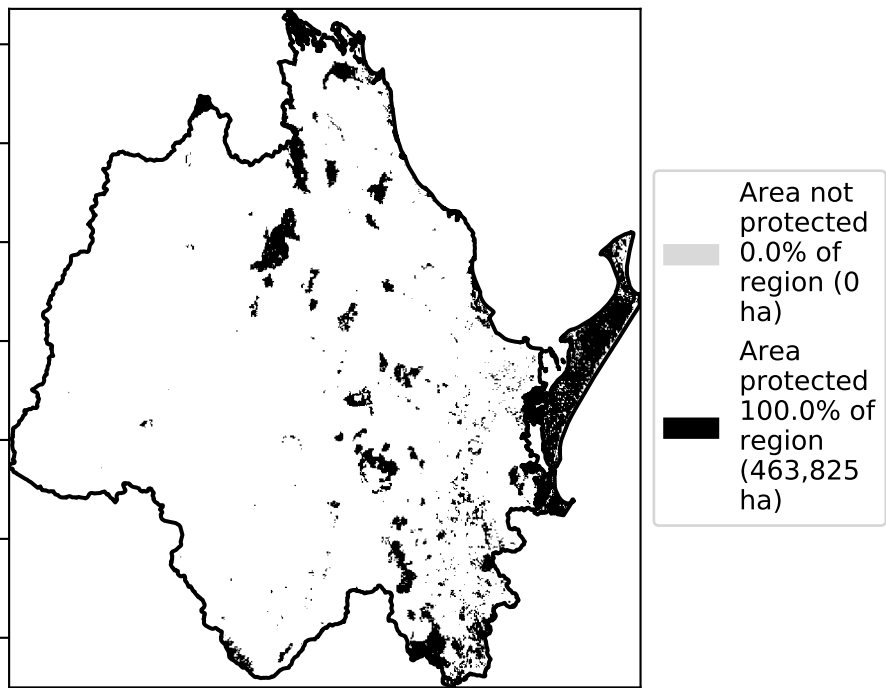 Area not
protected
0.0% of
region (0
ha)
Area
protected
100.0% of
region
(463,825
ha)